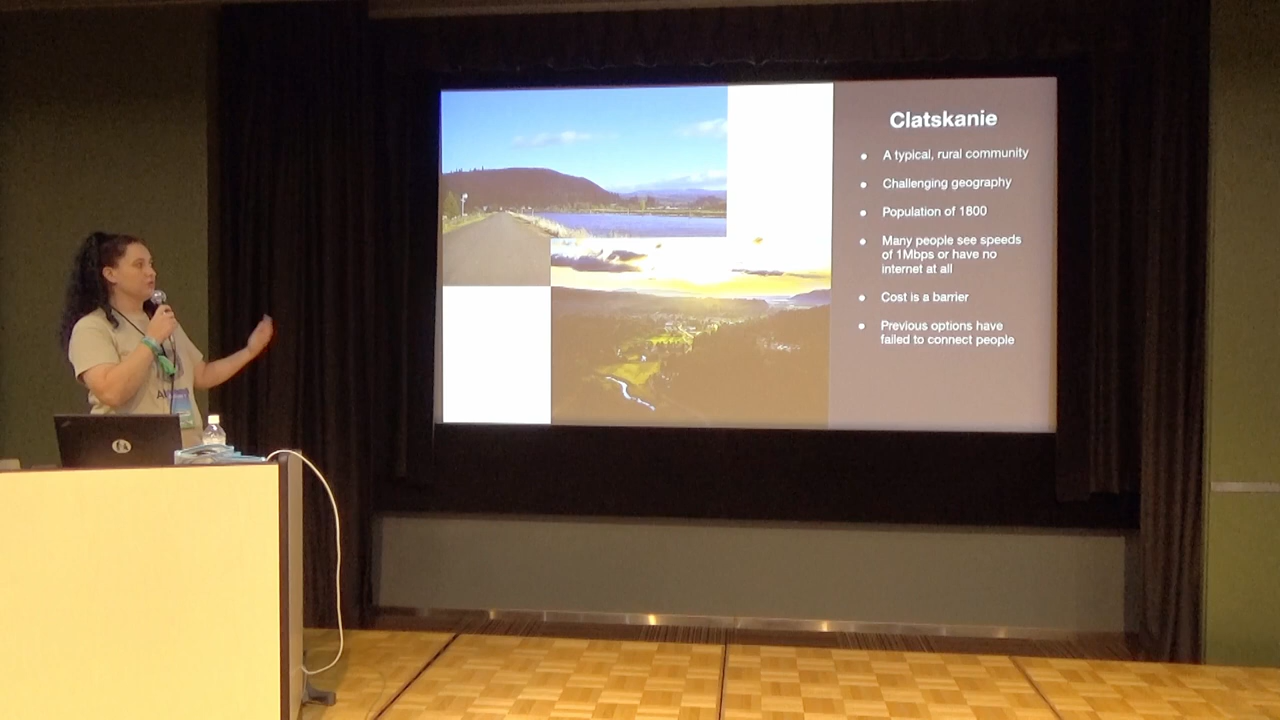 Clatskanie
A typical, rural community
Challenging geography
Population of 1800
Many people see speeds
of 1Mbps or have no
internet at all
Cost is a barrier
Previous options have
failed to connect people